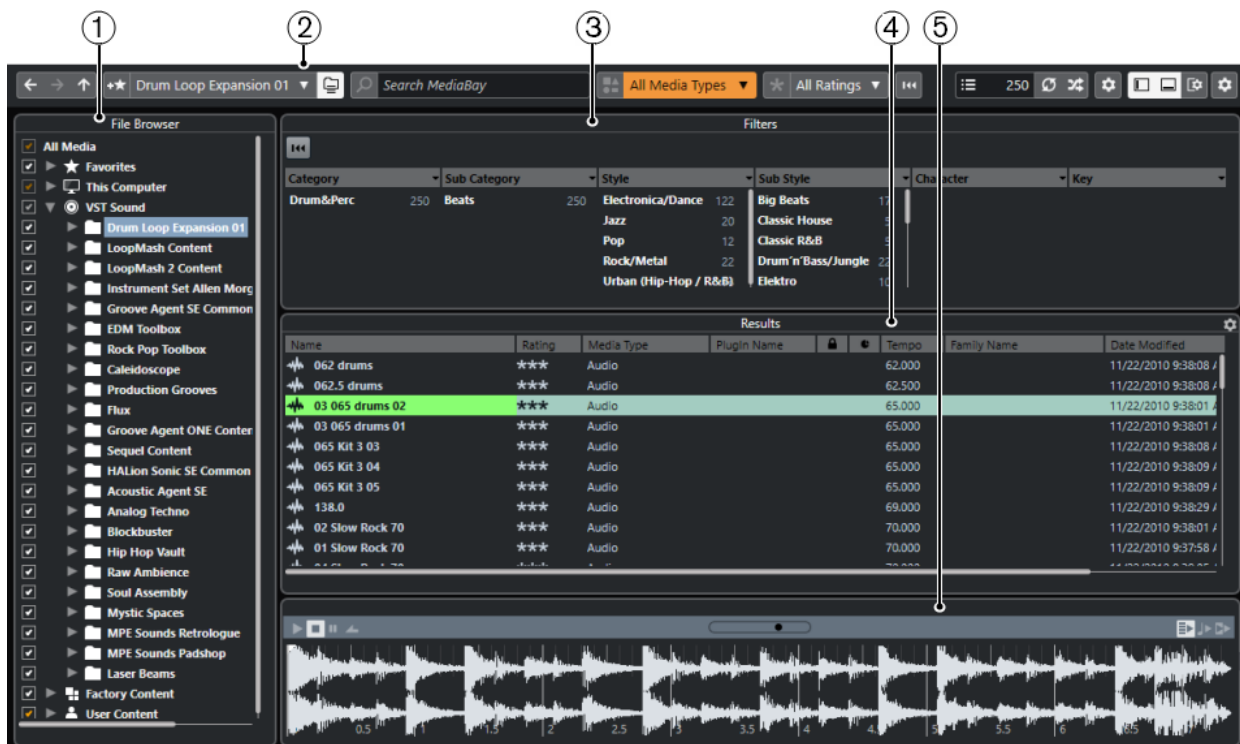 1 2 3 4 5
Drum Loop Expansion 01 Search MediaBay All Media Types All Ratings 250
File Browser
All Media
Favorites
This Computer
VST Sound
Drum Loop Expansion 01
LoopMash Content
LoopMash 2 Content
Instrument Set Allen Morg
Groove Agent SE Common
EDM Toolbox
Rock Pop Toolbox
Caleidoscope
Production Grooves
Flux
Groove Agent ONE Conter
Sequel Content
HALion Sonic SE Common
Acoustic Agent SE
Analog Techno
Blockbuster
Hip Hop Vault
Raw Ambience
Soul Assembly
Mystic Spaces
MPE Sounds Retrologue
MPE Sounds Padshop
Laser Beams
Factory Content
User Content
Filters
Category Sub Category Style Sub Style Character Key
Drum&Perc 250 Beats 250 Electronica/Dance 122 Big Beats 17
Jazz 20 Classic House 5
Pop 12 Classic R&B 5
Rock/Metal 22 Drum´n´Bass/Jungle 22
Urban (Hip-Hop / R&B) Elektro 10
Results
Name Rating Media Type Plugin Name Tempo Family Name Date Modified
062 drums *** Audio 62.000 11/22/2010 9:38:08 A
062.5 drums *** Audio 62.500 11/22/2010 9:38:08 A
03 065 drums 02 *** Audio 65.000 11/22/2010 9:38:01 A
03 065 drums 01 *** Audio 65.000 11/22/2010 9:38:01 A
065 Kit 3 03 *** Audio 65.000 11/22/2010 9:38:08 A
065 Kit 3 04 *** Audio 65.000 11/22/2010 9:38:09 A
065 Kit 3 05 *** Audio 65.000 11/22/2010 9:38:09 A
138.0 *** Audio 69.000 11/22/2010 9:38:29 A
02 Slow Rock 70 *** Audio 70.000 11/22/2010 9:38:01 A
01 Slow Rock 70 *** Audio 70.000 11/22/2010 9:37:58 A
0.5 1 1.5 2 2.5 3 3.5 4 4. 5 5.5 6 6.5